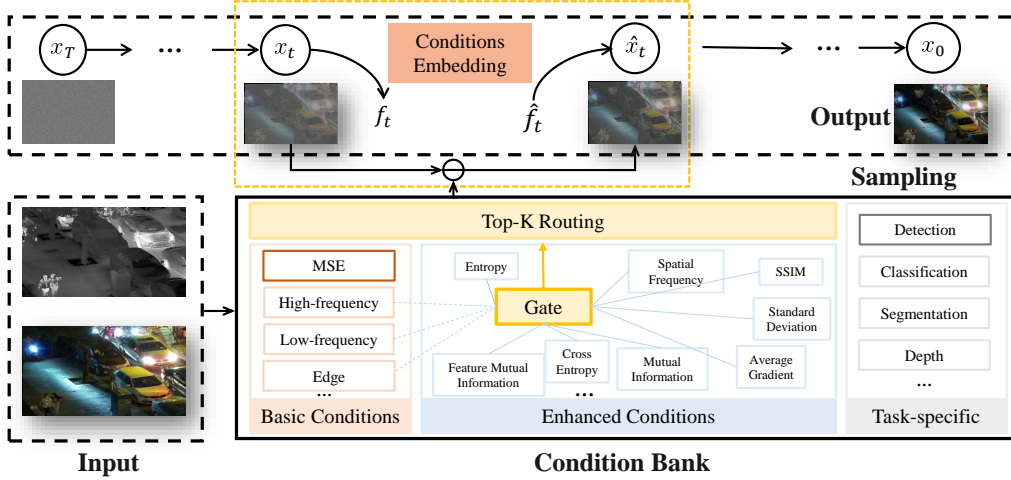 x_T
...
x_t
Conditions
Embedding
x̂_t
...
x_0
f_t
f̂_t
Output
Sampling
Top-K Routing
MSE
High-frequency
Low-frequency
Edge
...
Basic Conditions
Entropy
Spatial
Frequency
SSIM
Gate
Standard
Deviation
Feature Mutual
Information
Cross
Entropy
Mutual
Information
Average
Gradient
...
Enhanced Conditions
Detection
Classification
Segmentation
Depth
...
Task-specific
Input
Condition Bank